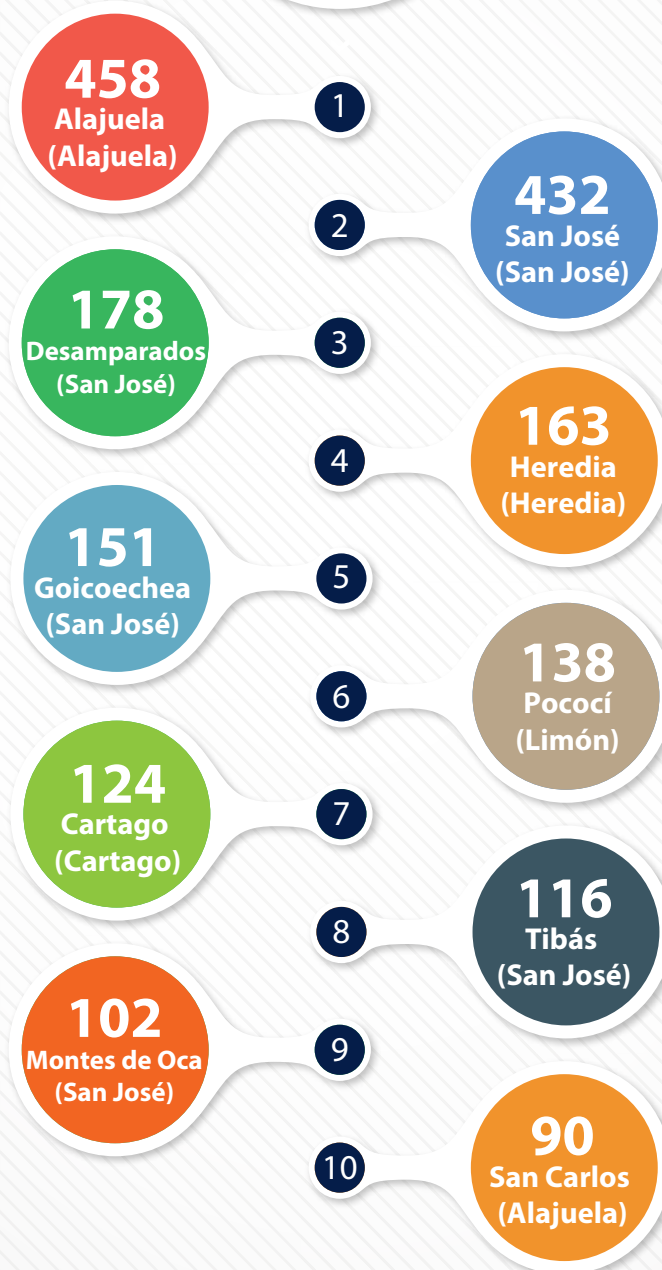 458
Alajuela
(Alajuela)
1
2
432
San José
(San José)
178
Desamparados
(San José)
3
4
163
Heredia
(Heredia)
151
Goicoechea
(San José)
5
6
138
Pococí
(Limón)
124
Cartago
(Cartago)
7
8
116
Tibás
(San José)
102
Montes de Oca
(San José)
9
10
90
San Carlos
(Alajuela)